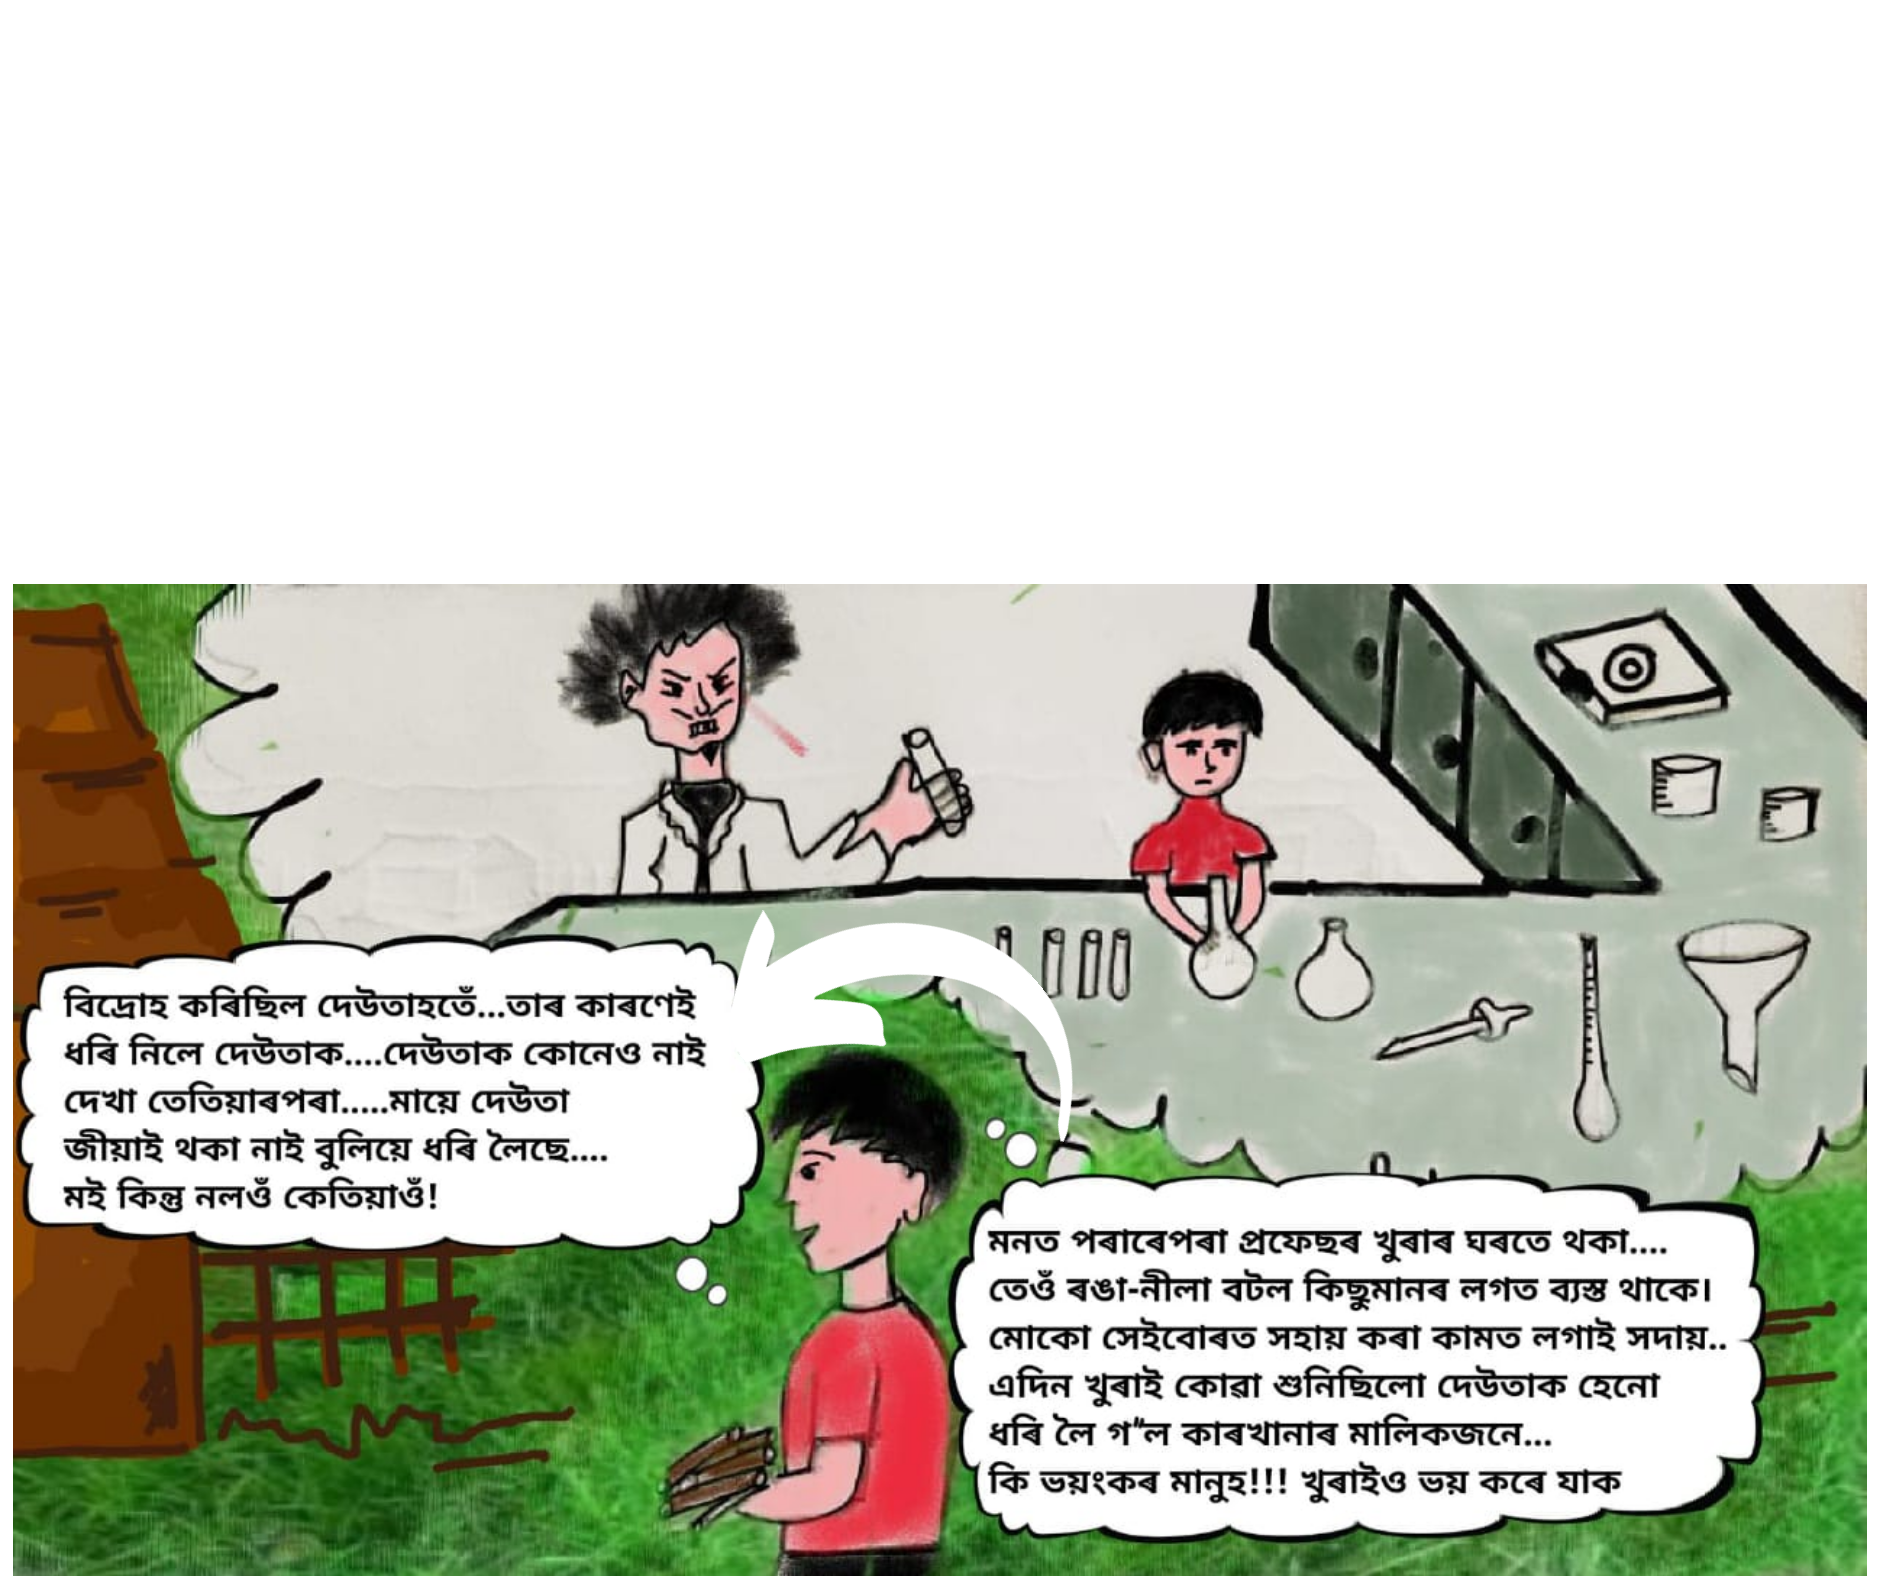 মনত পৰাৰেপৰা প্ৰফেছৰ খুৰাৰ ঘৰতে থকা....
তেওঁ ৰঙা-নীলা বটল কিছুমানৰ লগত ব্যস্ত থাকে।
মোকো সেইবোৰত সহায় কৰা কামত লগাই সদায়..
এদিন খুৰাই কোৱা শুনিছিলো দেউতাক হেনো
ধৰি লৈ গ"ল কাৰখানাৰ মালিকজনে...
কি ভয়ংকৰ মানুহ!!! খুৰাইও ভয় কৰে যাক
বিদ্ৰোহ কৰিছিল দেউতাহতেঁ...তাৰ কাৰণেই
ধৰি নিলে দেউতাক....দেউতাক কোনেও নাই
দেখা তেতিয়াৰপৰা.....মায়ে দেউতা
জীয়াই থকা নাই বুলিয়ে ধৰি লৈছে....
মই কিন্তু নলওঁ কেতিয়াওঁ!